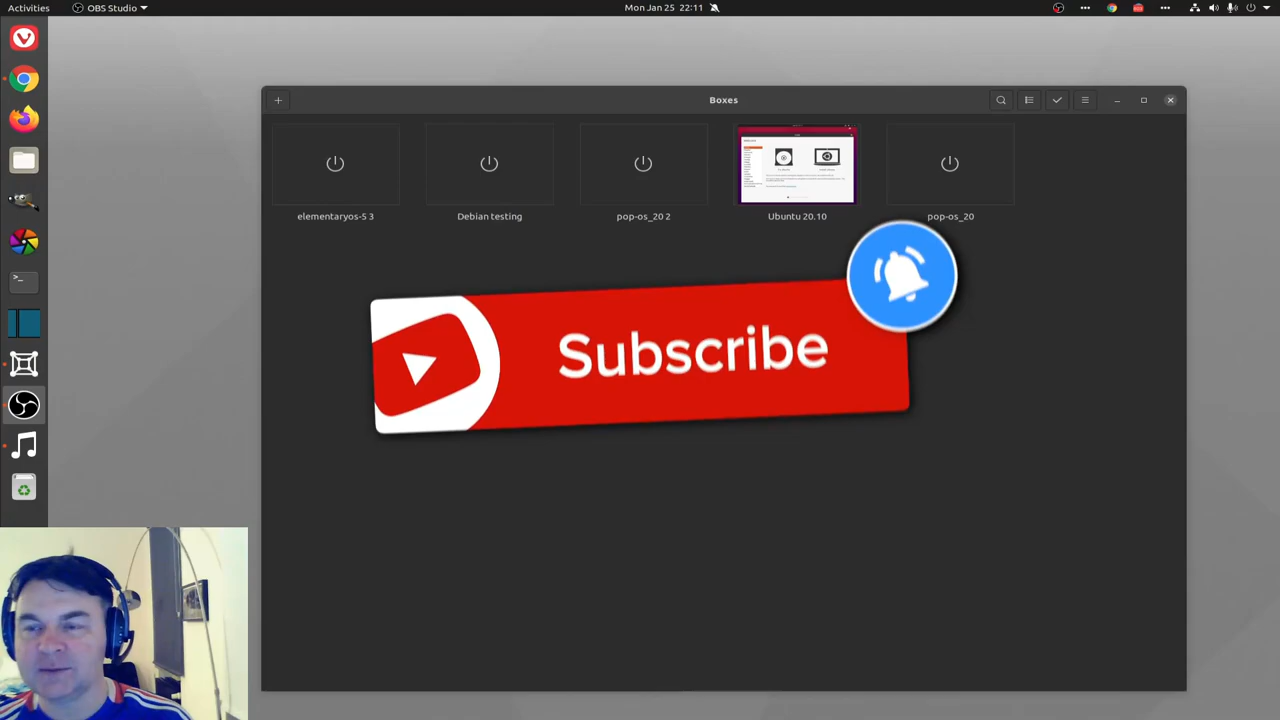 Activities
OBS Studio
Mon Jan 25 22:11
Boxes
elementaryos-5 3
Debian testing
pop-os_20 2
Ubuntu 20.10
pop-os_20
Subscribe